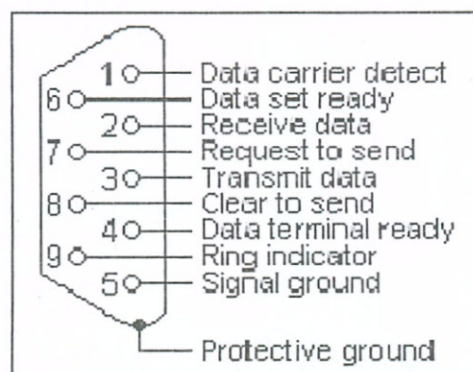 1 Data carrier detect
6 Data set ready
2 Receive data
7 Request to send
3 Transmit data
8 Clear to send
4 Data terminal ready
9 Ring indicator
5 Signal ground
Protective ground